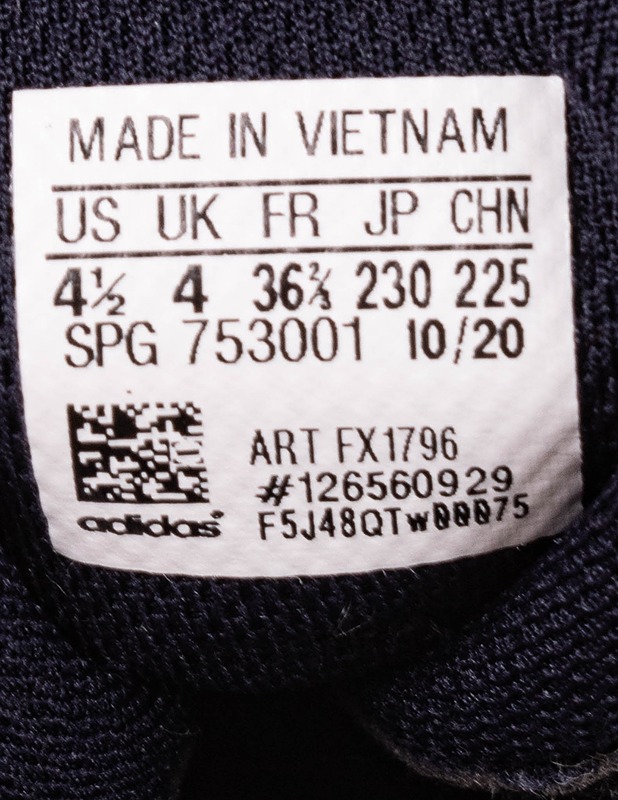 MADE IN VIETNAM
US UK FR JP CHN
4½ 4 36⅔ 230 225
SPG 753001 10/20
ART FX1796
#126560929
adidas®
F5J48QTw00075